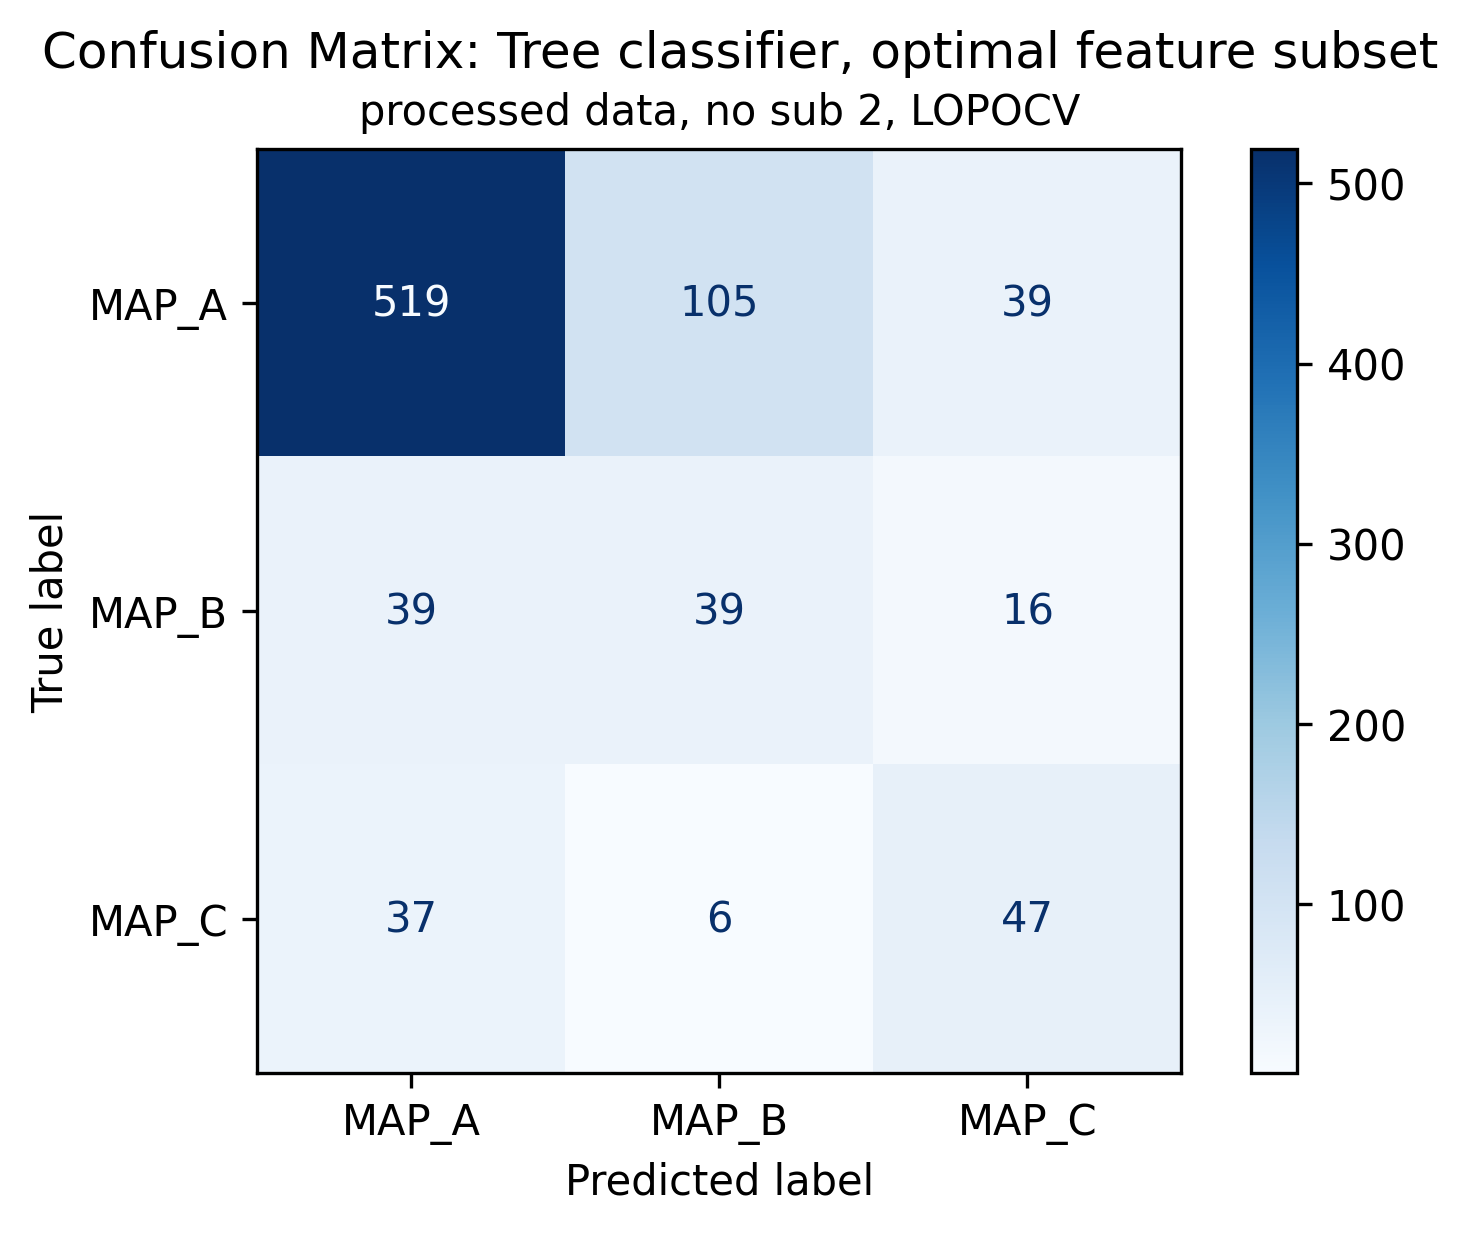 Confusion Matrix: Tree classifier, optimal feature subset
processed data, no sub 2, LOPOCV
True label
MAP_A
519
105
39
MAP_B
39
39
16
MAP_C
37
6
47
MAP_A
MAP_B
MAP_C
Predicted label
500
400
300
200
100